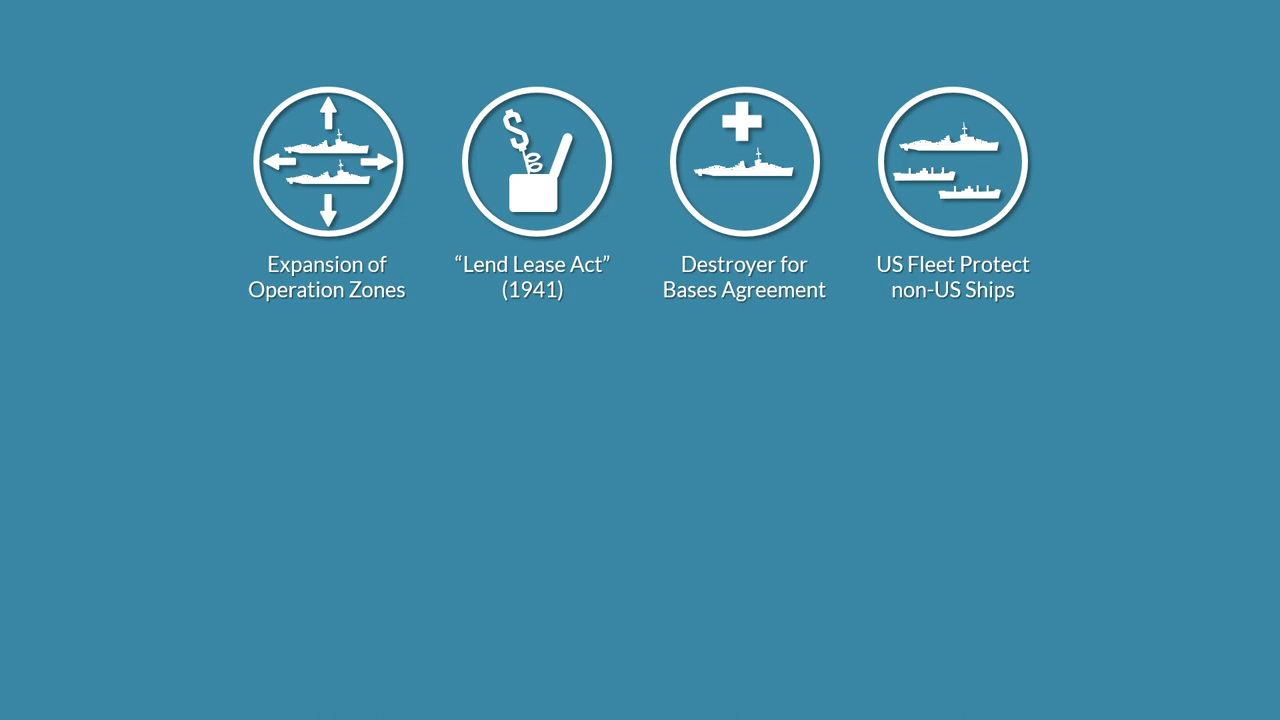 Expansion of
Operation Zones
“Lend Lease Act”
(1941)
Destroyer for
Bases Agreement
US Fleet Protect
non-US Ships